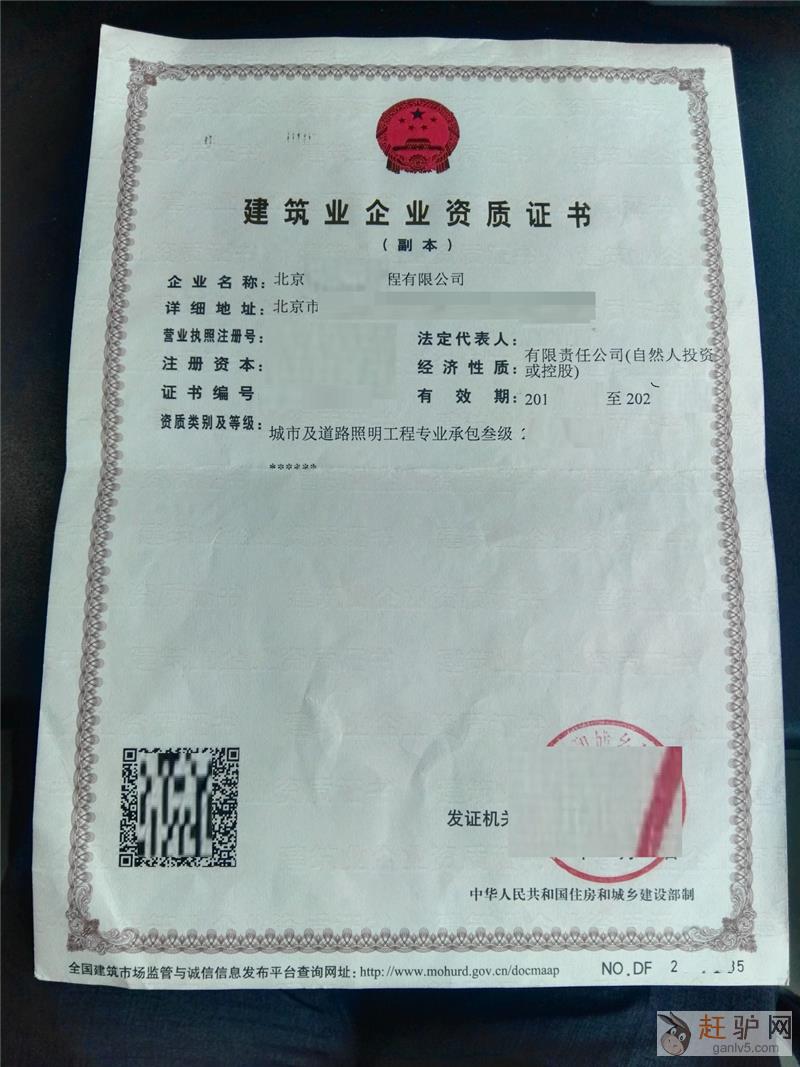 建筑业企业资质证书
（副本）
企业名称：北京 程有限公司
详细地址：北京市
营业执照注册号： 法定代表人：
注册资本： 经济性质：有限责任公司(自然人投资或控股)
证书编号 有效期：201 至 202
资质类别及等级：
城市及道路照明工程专业承包叁级
******
发证机关
中华人民共和国住房和城乡建设部制
全国建筑市场监管与诚信信息发布平台查询网址：http://www.mohurd.gov.cn/docmaap NO.DF 2 35
赶驴网
ganlv5.com